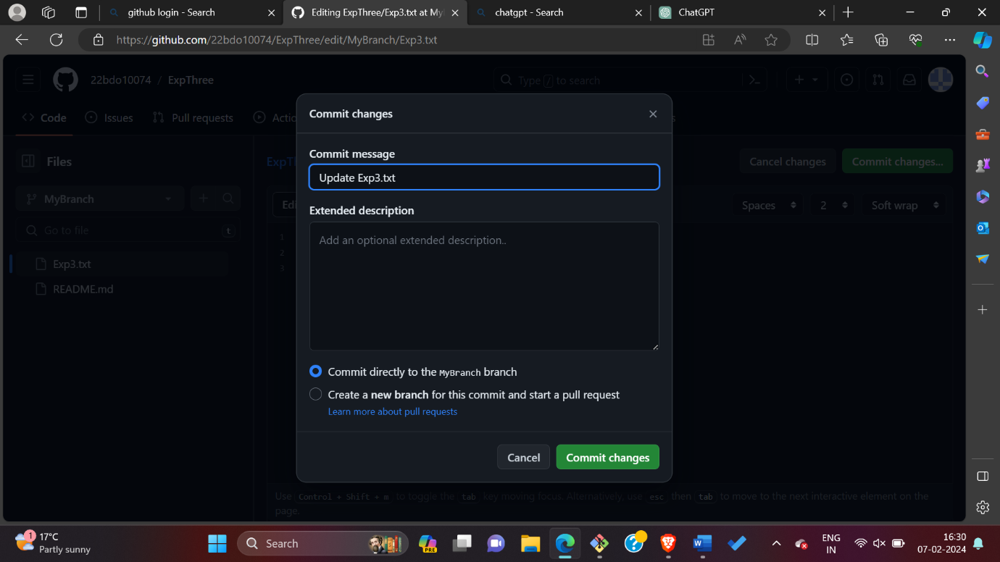 github login - Search
Editing ExpThree/Exp3.txt at My
chatgpt - Search
ChatGPT
https://github.com/22bdo10074/ExpThree/edit/MyBranch/Exp3.txt
22bdo10074 / ExpThree
Type / to search
Code
Issues
Pull requests
Actio
s
Commit changes
Commit message
Update Exp3.txt
Extended description
Add an optional extended description..
Commit directly to the MyBranch branch
Create a new branch for this commit and start a pull request
Learn more about pull requests
Cancel
Commit changes
Files
MyBranch
Go to file
t
Exp3.txt
README.md
ExpT
Cancel changes
Commit changes...
Edi
Spaces
2
Soft wrap
1
2
3
Use Control + Shift + m to toggle the tab key moving focus. Alternatively, use esc then tab to move to the next interactive element on the
page.
1
17°C
Partly sunny
Search
PRE
ENG
IN
16:30
07-02-2024